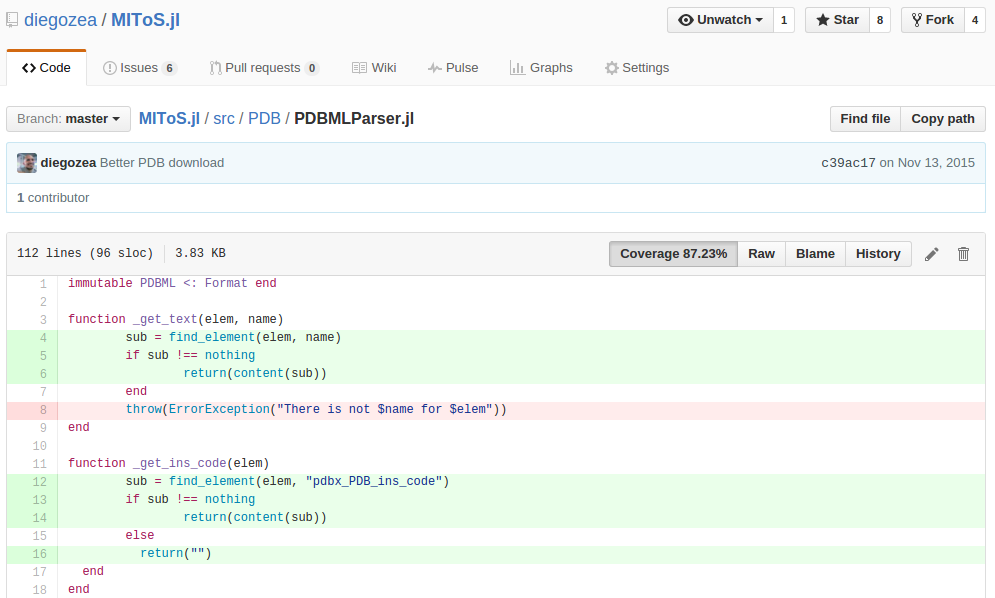 diegozea / MIToS.jl
Unwatch 1 Star 8 Fork 4
Code Issues 6 Pull requests 0 Wiki Pulse Graphs Settings
Branch: master MIToS.jl / src / PDB / PDBMLParser.jl Find file Copy path
diegozea Better PDB download c39ac17 on Nov 13, 2015
1 contributor
112 lines (96 sloc) 3.83 KB Coverage 87.23% Raw Blame History
1 immutable PDBML <: Format end
2
3 function _get_text(elem, name)
4 sub = find_element(elem, name)
5 if sub !== nothing
6 return(content(sub))
7 end
8 throw(ErrorException("There is not $name for $elem"))
9 end
10
11 function _get_ins_code(elem)
12 sub = find_element(elem, "pdbx_PDB_ins_code")
13 if sub !== nothing
14 return(content(sub))
15 else
16 return("")
17 end
18 end